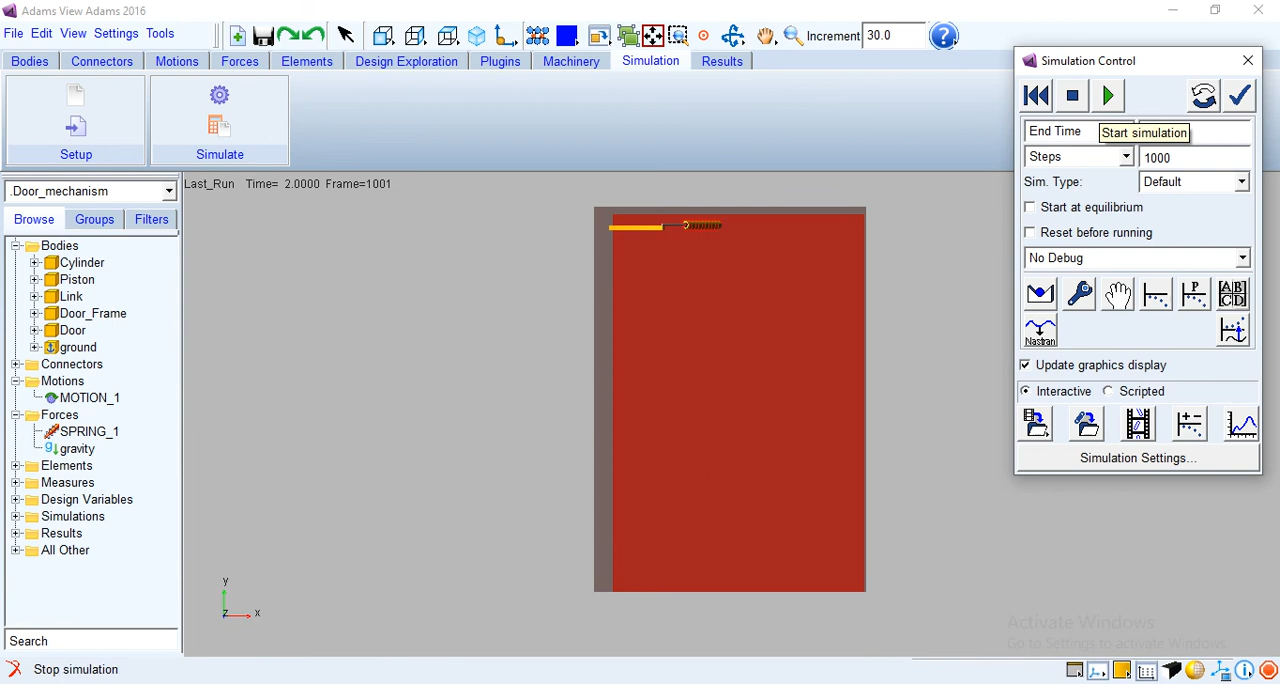 Adams View Adams 2016
File Edit View Settings Tools
Increment 30.0
Bodies Connectors Motions Forces Elements Design Exploration Plugins Machinery Simulation Results
Setup
Simulate
.Door_mechanism
Browse Groups Filters
Bodies
Cylinder
Piston
Link
Door_Frame
Door
ground
Connectors
Motions
MOTION_1
Forces
SPRING_1
gravity
Elements
Measures
Design Variables
Simulations
Results
All Other
Search
Stop simulation
Last_Run Time= 2.0000 Frame=1001
y
z x
Simulation Control
End Time
Start simulation
Steps 1000
Sim. Type: Default
Start at equilibrium
Reset before running
No Debug
P
A B
C D
Nastran
Update graphics display
Interactive Scripted
Simulation Settings...
Activate Windows
Go to Settings to activate Windows.